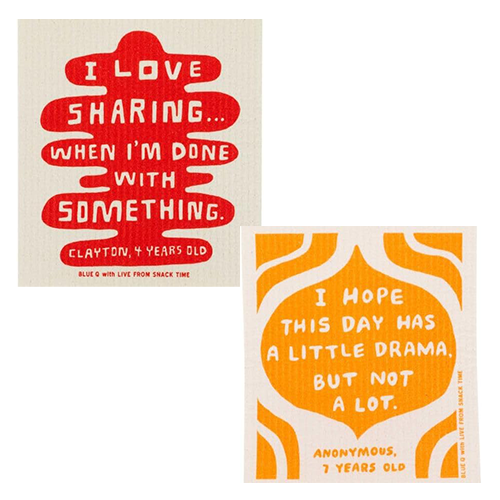 I LOVE
SHARING...
WHEN I'M DONE
WITH
SOMETHING.
CLAYTON, 4 YEARS OLD
BLUE Q with LIVE FROM SNACK TIME
I HOPE
THIS DAY HAS
A LITTLE DRAMA,
BUT NOT
A LOT.
ANONYMOUS,
7 YEARS OLD
BLUE Q with LIVE FROM SNACK TIME